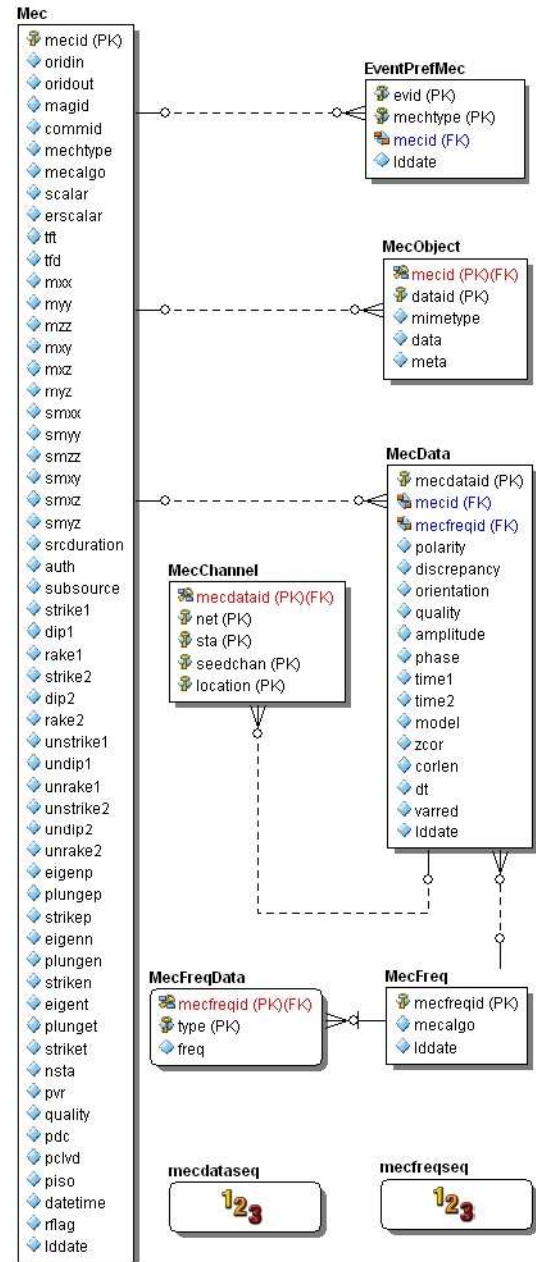 Mec
mecid (PK)
oridin
oridout
magid
commid
mechtype
mecalgo
scalar
erscalar
tft
tfd
mxx
myy
mzz
mxy
mxz
myz
smxx
smyy
smzz
smxy
smxz
smyz
srcduration
auth
subsource
strike1
dip1
rake1
strike2
dip2
rake2
unstrike1
undip1
unrake1
unstrike2
undip2
unrake2
eigenp
plungep
strikep
eigenn
plungen
striken
eigent
plunget
striket
nsta
pvr
quality
pdc
pclvd
piso
datetime
rflag
lddate
EventPrefMec
evid (PK)
mechtype (PK)
mecid (FK)
lddate
MecObject
mecid (PK)(FK)
dataid (PK)
mimetype
data
meta
MecData
mecdataid (PK)
mecid (FK)
mecfreqid (FK)
polarity
discrepancy
orientation
quality
amplitude
phase
time1
time2
model
zcor
corlen
dt
varred
lddate
MecChannel
mecdataid (PK)(FK)
net (PK)
sta (PK)
seedchan (PK)
location (PK)
MecFreqData
mecfreqid (PK)(FK)
type (PK)
freq
MecFreq
mecfreqid (PK)
mecalgo
lddate
mecdataseq
123
mecfreqseq
123